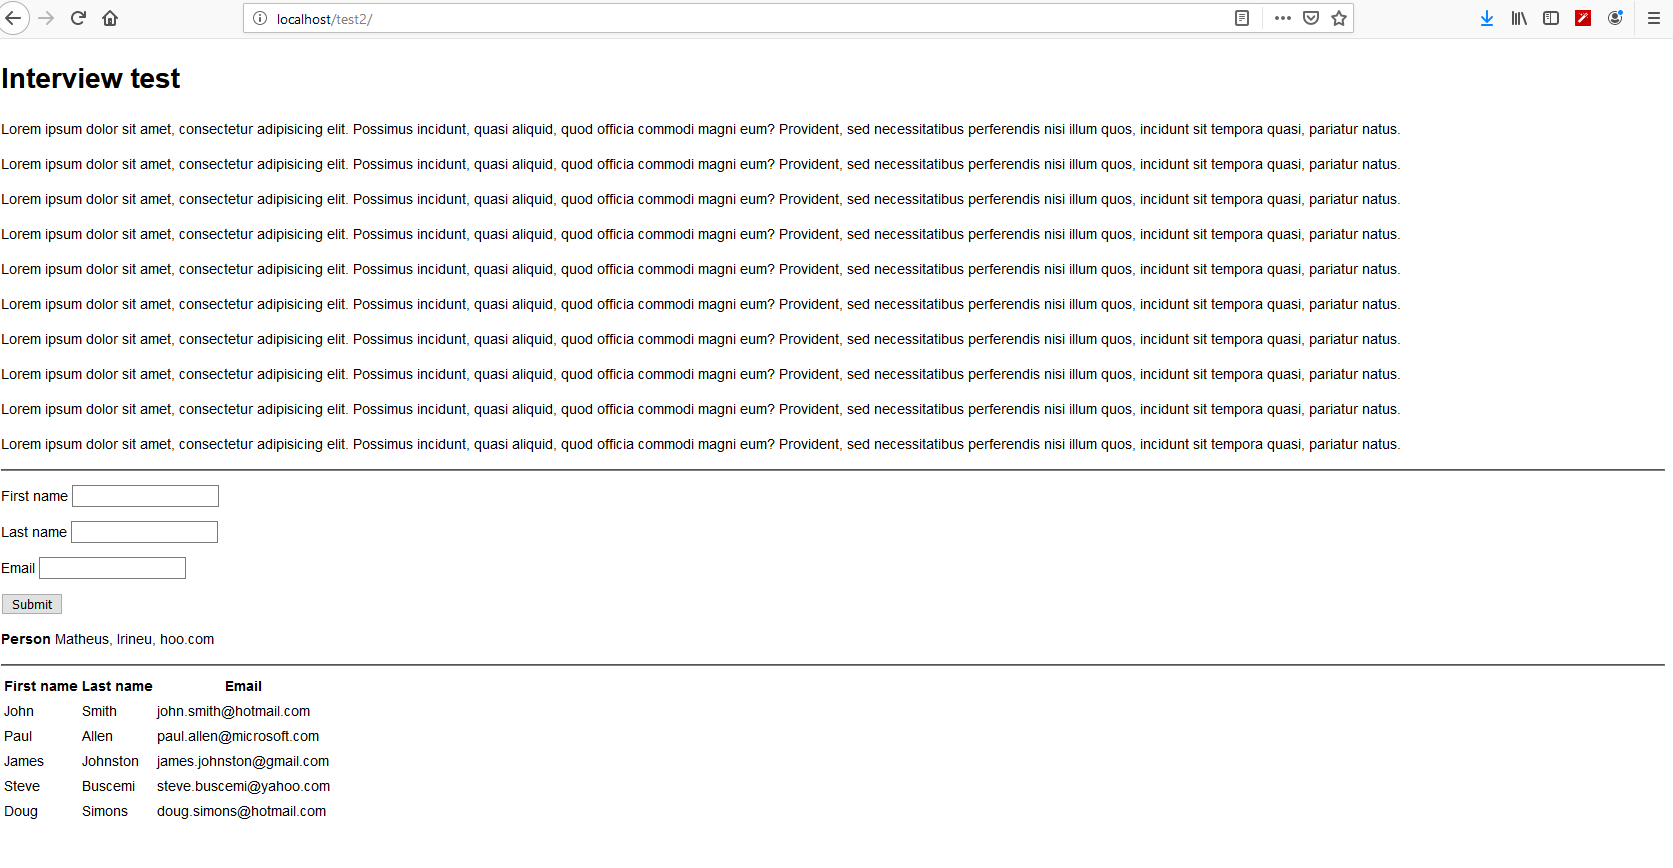 localhost/test2/
Interview test
Lorem ipsum dolor sit amet, consectetur adipisicing elit. Possimus incidunt, quasi aliquid, quod officia commodi magni eum? Provident, sed necessitatibus perferendis nisi illum quos, incidunt sit tempora quasi, pariatur natus.
Lorem ipsum dolor sit amet, consectetur adipisicing elit. Possimus incidunt, quasi aliquid, quod officia commodi magni eum? Provident, sed necessitatibus perferendis nisi illum quos, incidunt sit tempora quasi, pariatur natus.
Lorem ipsum dolor sit amet, consectetur adipisicing elit. Possimus incidunt, quasi aliquid, quod officia commodi magni eum? Provident, sed necessitatibus perferendis nisi illum quos, incidunt sit tempora quasi, pariatur natus.
Lorem ipsum dolor sit amet, consectetur adipisicing elit. Possimus incidunt, quasi aliquid, quod officia commodi magni eum? Provident, sed necessitatibus perferendis nisi illum quos, incidunt sit tempora quasi, pariatur natus.
Lorem ipsum dolor sit amet, consectetur adipisicing elit. Possimus incidunt, quasi aliquid, quod officia commodi magni eum? Provident, sed necessitatibus perferendis nisi illum quos, incidunt sit tempora quasi, pariatur natus.
Lorem ipsum dolor sit amet, consectetur adipisicing elit. Possimus incidunt, quasi aliquid, quod officia commodi magni eum? Provident, sed necessitatibus perferendis nisi illum quos, incidunt sit tempora quasi, pariatur natus.
Lorem ipsum dolor sit amet, consectetur adipisicing elit. Possimus incidunt, quasi aliquid, quod officia commodi magni eum? Provident, sed necessitatibus perferendis nisi illum quos, incidunt sit tempora quasi, pariatur natus.
Lorem ipsum dolor sit amet, consectetur adipisicing elit. Possimus incidunt, quasi aliquid, quod officia commodi magni eum? Provident, sed necessitatibus perferendis nisi illum quos, incidunt sit tempora quasi, pariatur natus.
Lorem ipsum dolor sit amet, consectetur adipisicing elit. Possimus incidunt, quasi aliquid, quod officia commodi magni eum? Provident, sed necessitatibus perferendis nisi illum quos, incidunt sit tempora quasi, pariatur natus.
Lorem ipsum dolor sit amet, consectetur adipisicing elit. Possimus incidunt, quasi aliquid, quod officia commodi magni eum? Provident, sed necessitatibus perferendis nisi illum quos, incidunt sit tempora quasi, pariatur natus.
First name
Last name
Email
Submit
Person Matheus, Irineu, hoo.com
First name Last name Email
John Smith john.smith@hotmail.com
Paul Allen paul.allen@microsoft.com
James Johnston james.johnston@gmail.com
Steve Buscemi steve.buscemi@yahoo.com
Doug Simons doug.simons@hotmail.com